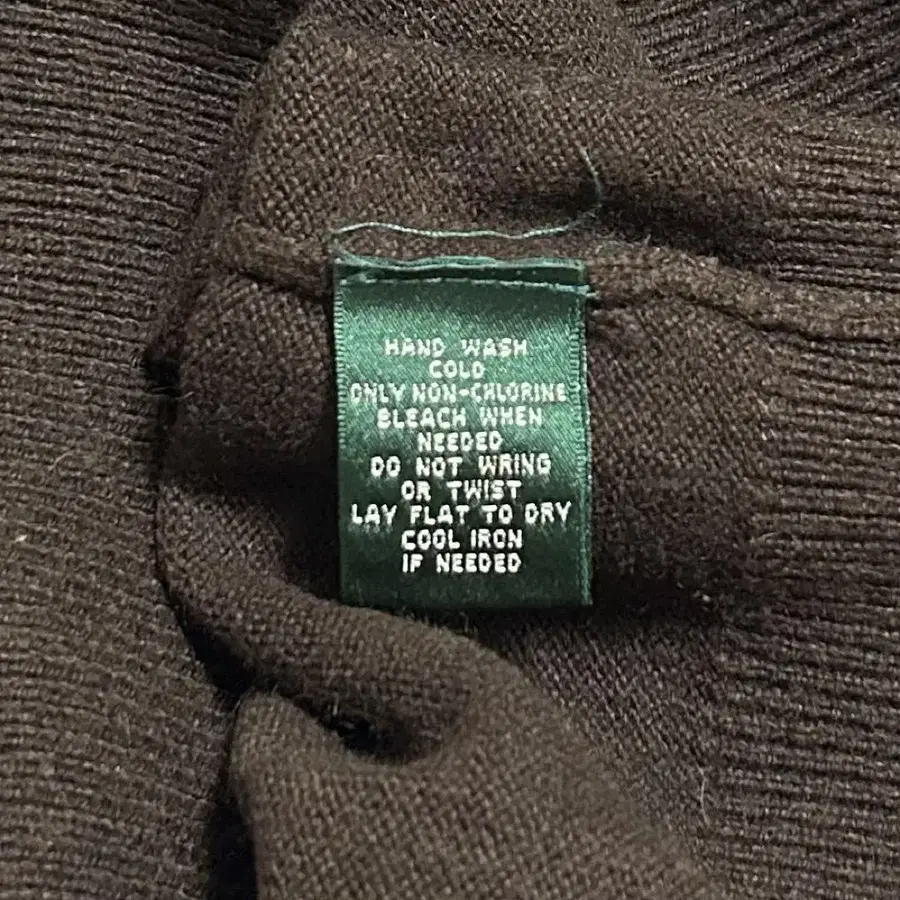 HAND WASH
COLD
ONLY NON-CHLORINE
BLEACH WHEN
NEEDED
DO NOT WRING
OR TWIST
LAY FLAT TO DRY
COOL IRON
IF NEEDED